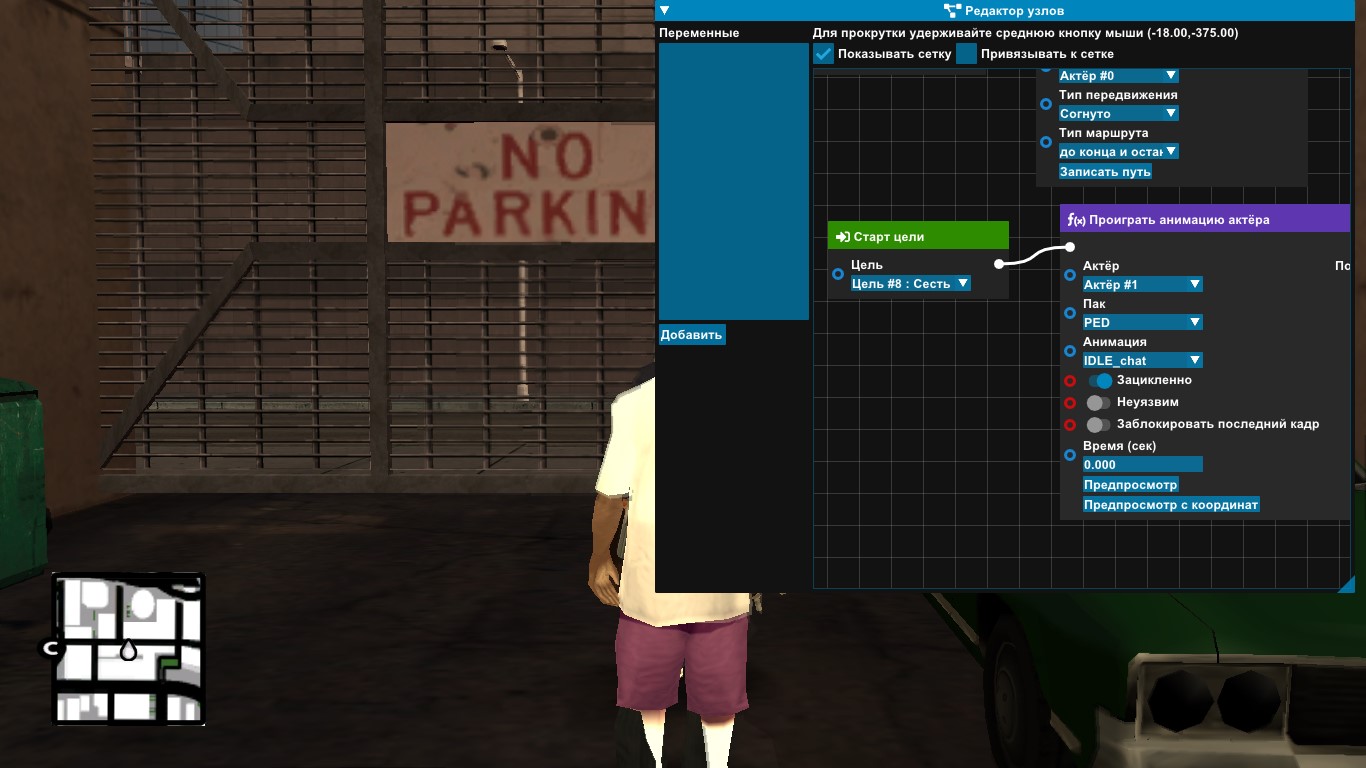 Редактор узлов
Переменные
Для прокрутки удерживайте среднюю кнопку мыши (-18.00,-375.00)
Показывать сетку
Привязывать к сетке
Актёр #0
Тип передвижения
Согнуто
Тип маршрута
до конца и остан
Записать путь
NO
PARKIN
Старт цели
Цель
Цель #8 : Сесть
f(x) Проиграть анимацию актёра
Актёр
По
Актёр #1
Пак
PED
Анимация
IDLE_chat
Зацикленно
Неуязвим
Заблокировать последний кадр
Время (сек)
0.000
Предпросмотр
Предпросмотр с координат
Добавить
C